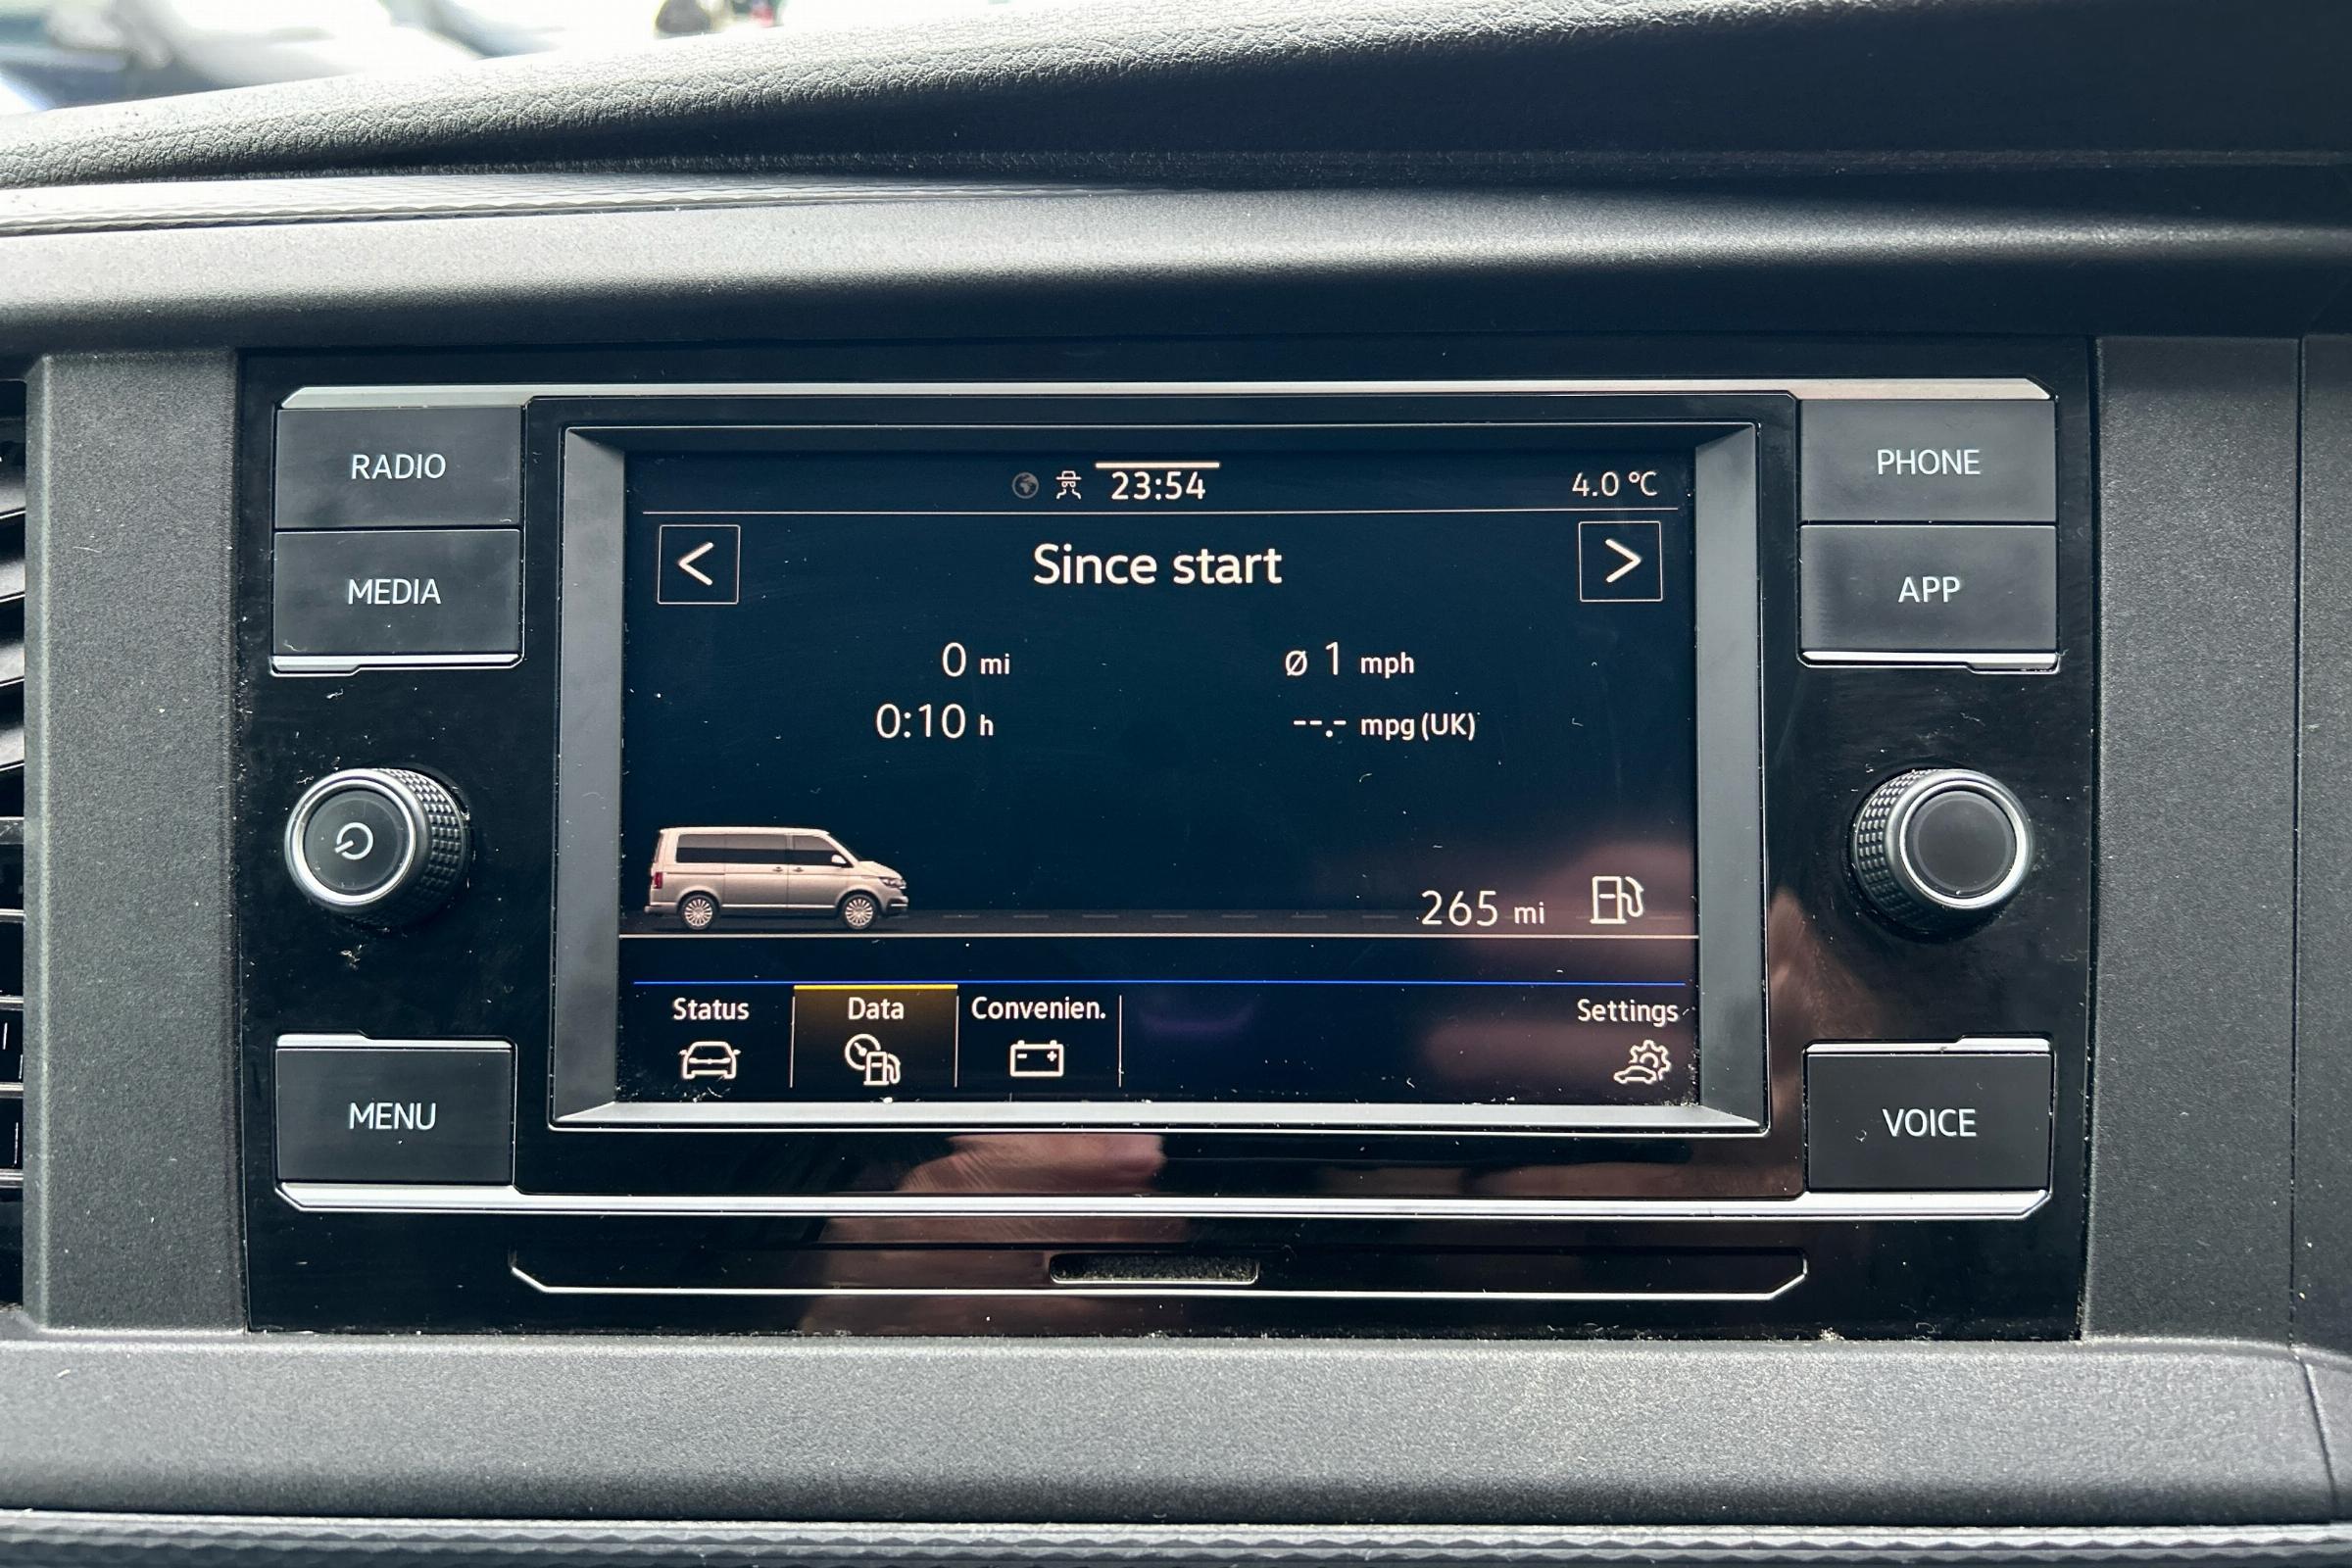 RADIO
MEDIA
MENU
23:54
4.0 °C
<
Since start
>
0 mi
ø 1 mph
0:10 h
--.- mpg (UK)
265 mi
Status
Data
Convenien.
Settings
PHONE
APP
VOICE